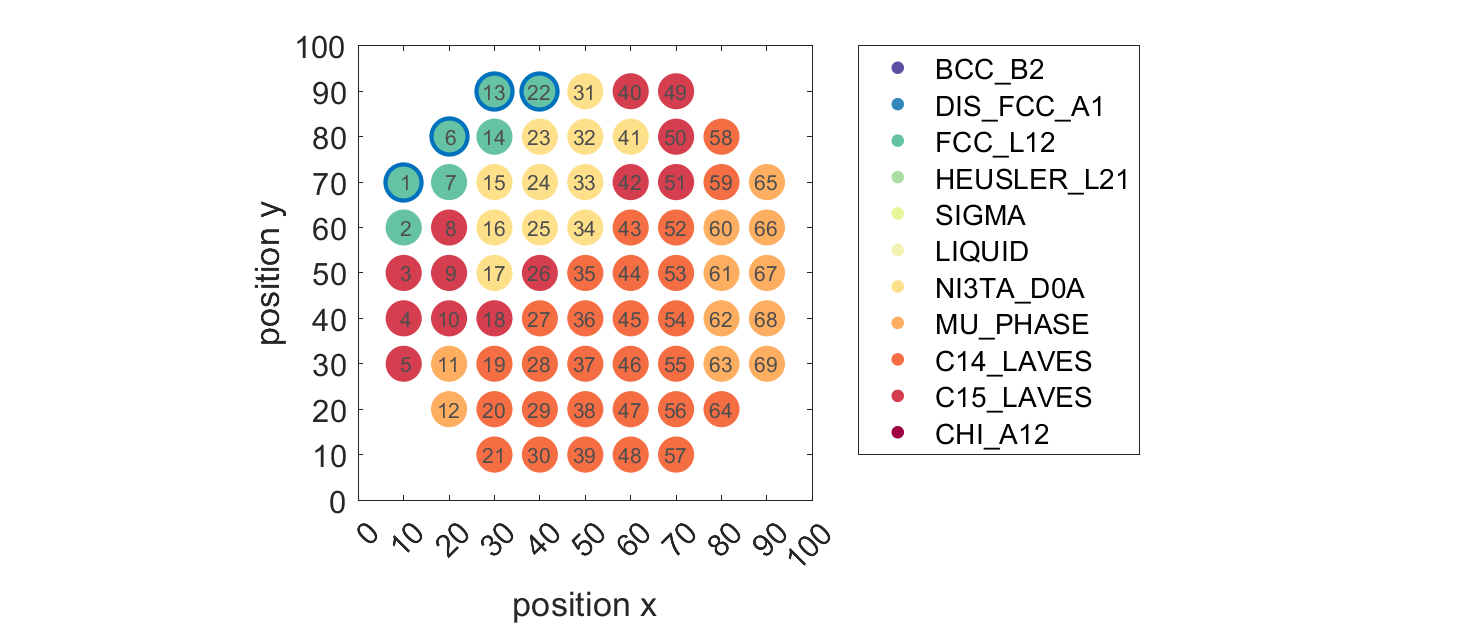 100
90
80
70
60
50
40
30
20
10
0
position y
13 22 31 40 49
6 14 23 32 41 50 58
1 7 15 24 33 42 51 59 65
2 8 16 25 34 43 52 60 66
3 9 17 26 35 44 53 61 67
4 10 18 27 36 45 54 62 68
5 11 19 28 37 46 55 63 69
12 20 29 38 47 56 64
21 30 39 48 57
0 10 20 30 40 50 60 70 80 90 100
position x
BCC_B2
DIS_FCC_A1
FCC_L12
HEUSLER_L21
SIGMA
LIQUID
NI3TA_D0A
MU_PHASE
C14_LAVES
C15_LAVES
CHI_A12